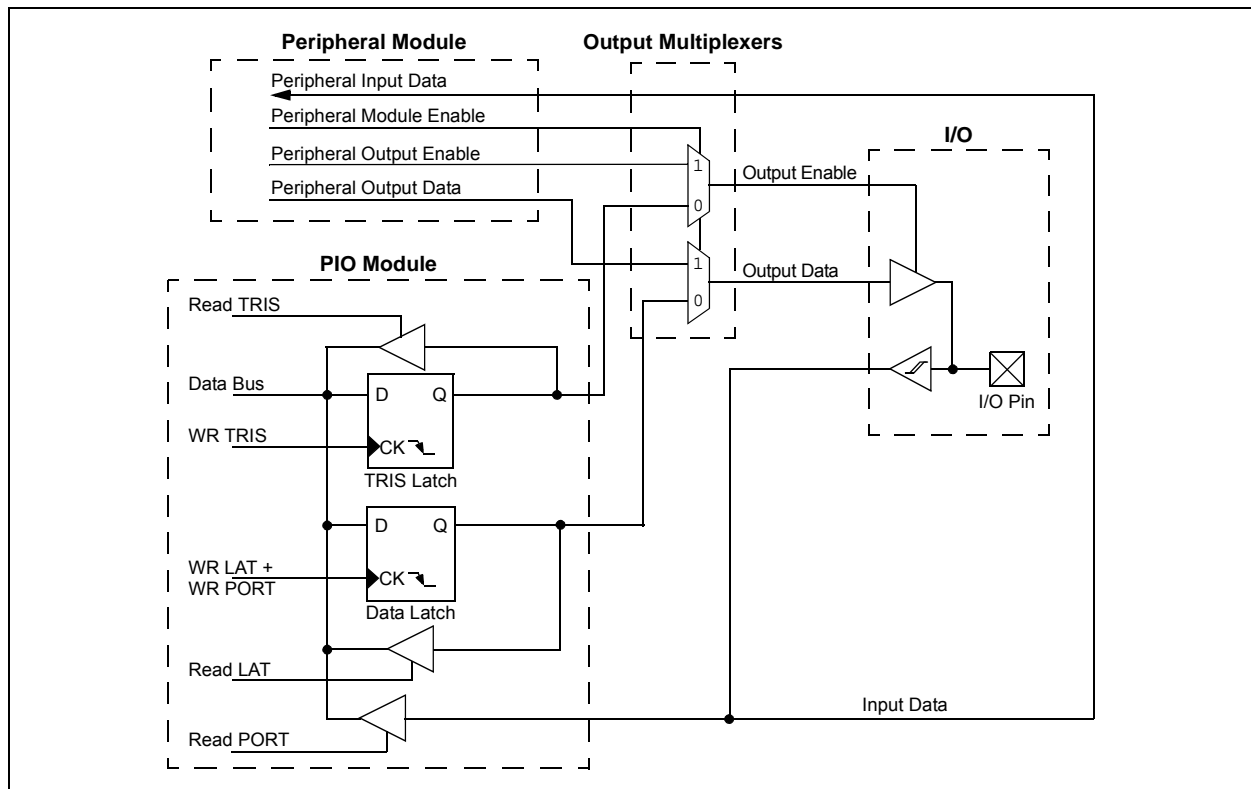 Peripheral Module
Output Multiplexers
Peripheral Input Data
Peripheral Module Enable
Peripheral Output Enable
Peripheral Output Data
1
0
Output Enable
I/O
1
0
Output Data
I/O Pin
PIO Module
Read TRIS
Data Bus
D Q
WR TRIS
CK
TRIS Latch
D Q
WR LAT +
WR PORT
CK
Data Latch
Read LAT
Input Data
Read PORT